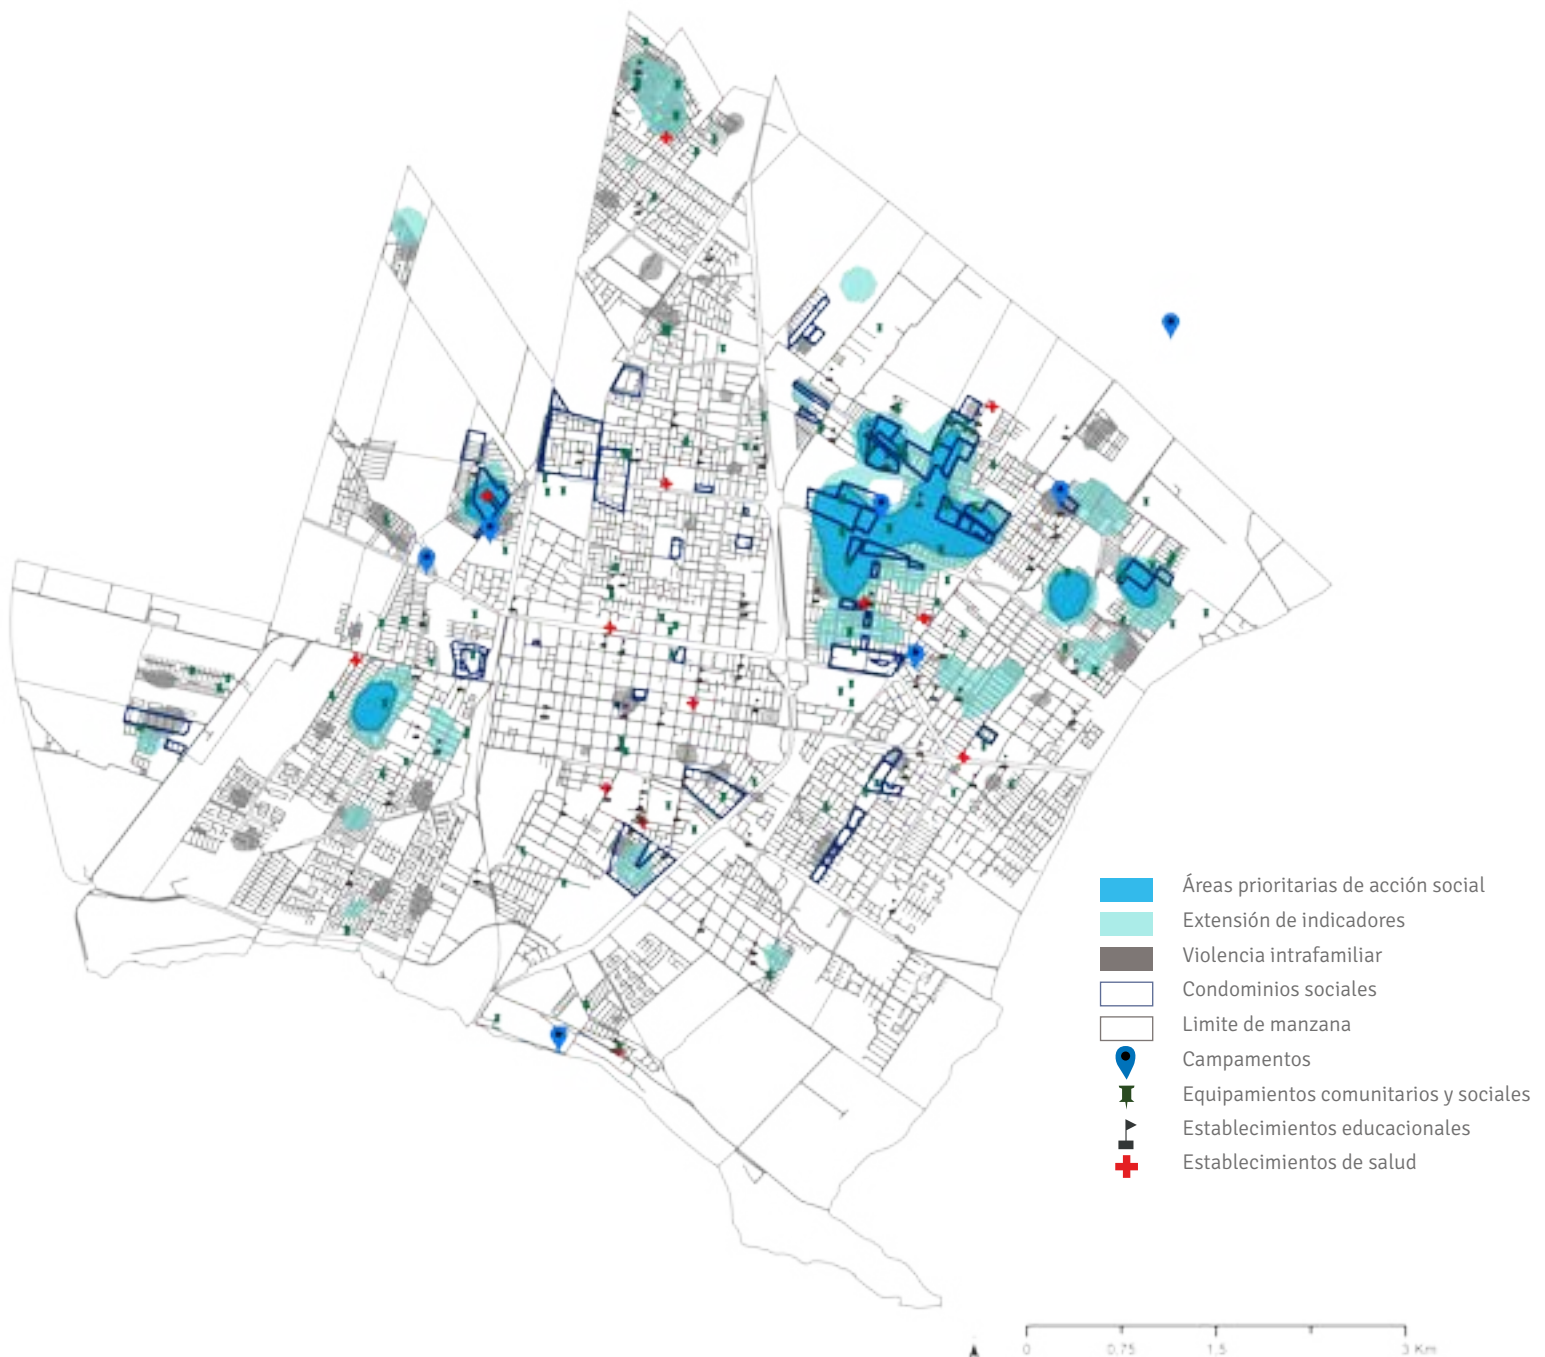 Áreas prioritarias de acción social
Extensión de indicadores
Violencia intrafamiliar
Condominios sociales
Limite de manzana
Campamentos
Equipamientos comunitarios y sociales
Establecimientos educacionales
Establecimientos de salud
0 0,75 1,5 3 Km